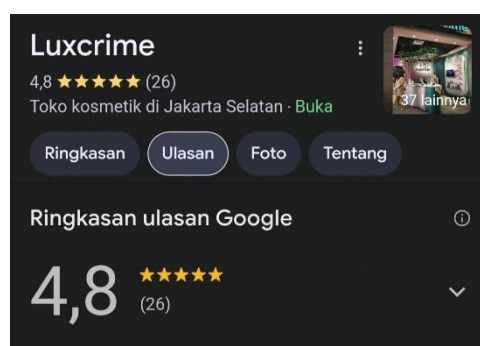 Luxcrime
4,8 ★★★★★ (26)
Toko kosmetik di Jakarta Selatan · Buka
37 lainnya
Ringkasan
Ulasan
Foto
Tentang
Ringkasan ulasan Google
4,8 ★★★★★
(26)